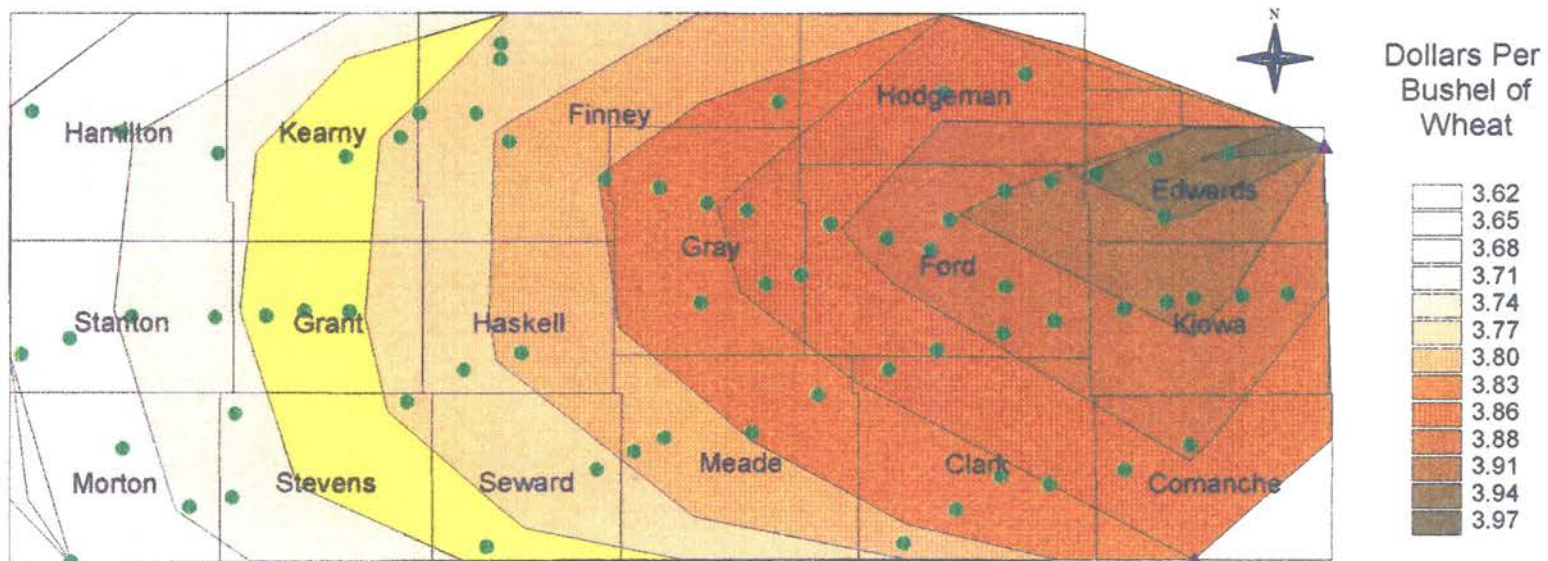 N
Dollars Per
Bushel of
Wheat
Hamilton
Kearny
Finney
Hodgeman
Edwards
Stanton
Grant
Haskell
Gray
Ford
Kiowa
Morton
Stevens
Seward
Meade
Clark
Comanche
3.62
3.65
3.68
3.71
3.74
3.77
3.80
3.83
3.86
3.88
3.91
3.94
3.97